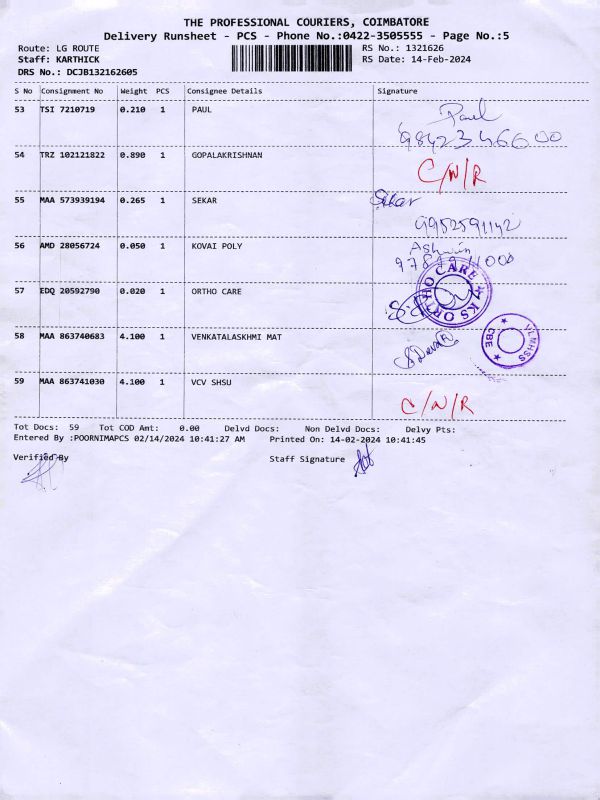 THE PROFESSIONAL COURIERS, COIMBATORE
Delivery Runsheet - PCS - Phone No.:0422-3505555 - Page No.:5
Route: LG ROUTE RS No.: 1321626
Staff: KARTHICK RS Date: 14-Feb-2024
DRS No.: DCJB132162605
S No Consignment No Weight PCS Consignee Details Signature
53 TSI 7210719 0.210 1 PAUL Paul
9842346600
54 TRZ 102121822 0.890 1 GOPALAKRISHNAN C/N/R
55 MAA 573939194 0.265 1 SEKAR Sekar
9952591142
56 AMD 28056724 0.050 1 KOVAI POLY Ashwin
57 EDQ 20592790 0.020 1 ORTHO CARE KS ORTHO CARE
58 MAA 863740683 4.100 1 VENKATALASKHMI MAT
CBE
59 MAA 863741030 4.100 1 VCV SHSU C/N/R
Tot Docs: 59 Tot COD Amt: 0.00 Delvd Docs: Non Delvd Docs: Delvy Pts:
Entered By :POORNIMAPCS 02/14/2024 10:41:27 AM Printed On: 14-02-2024 10:41:45
Verified By Staff Signature